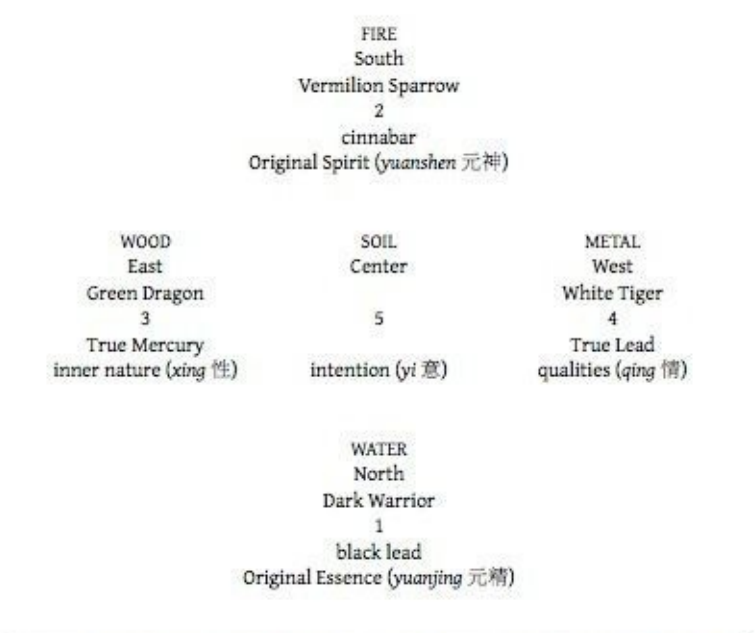 FIRE
South
Vermilion Sparrow
2
cinnabar
Original Spirit (yuanshen 元神)
WOOD
East
Green Dragon
3
True Mercury
inner nature (xing 性)
SOIL
Center
5
intention (yi 意)
METAL
West
White Tiger
4
True Lead
qualities (qing 情)
WATER
North
Dark Warrior
1
black lead
Original Essence (yuanjing 元精)